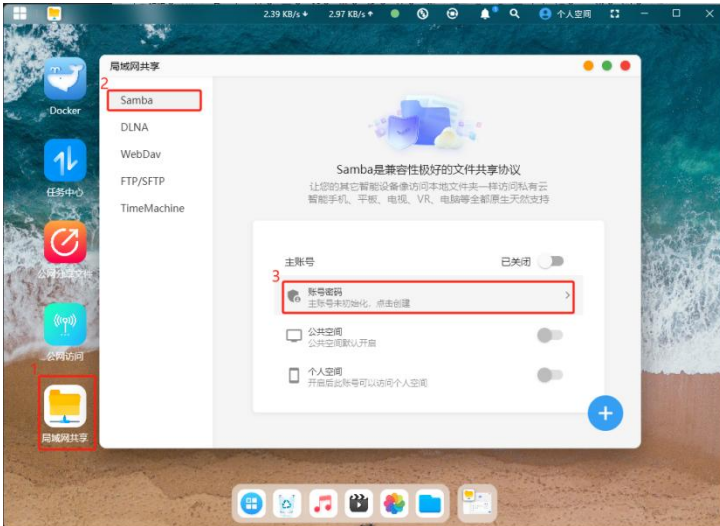 2.39 KB/s 2.97 KB/s 个人空间
Docker
任务中心
公网访问
1
局域网共享
局域网共享
2
Samba
DLNA
WebDav
FTP/SFTP
TimeMachine
Samba是兼容性极好的文件共享协议
让您的其它智能设备像访问本地文件夹一样访问私有云
智能手机、平板、电视、VR、电脑等全都原生天然支持
主账号 已关闭
3
账号密码
主账号未初始化，点击创建
公共空间
公共空间默认开启
个人空间
开启后此账号可以访问个人空间